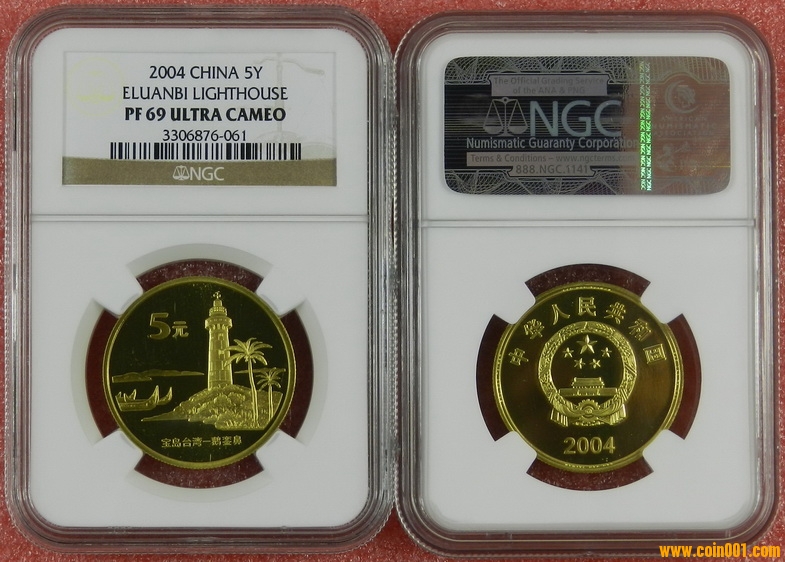 2004 CHINA 5Y
ELUANBI LIGHTHOUSE
PF 69 ULTRA CAMEO
3306876-061
NGC
5元
宝岛台湾—鹅銮鼻
The Official Grading Service
of the ANA & PNG
NGC
Numismatic Guaranty Corporation
Terms & Conditions – www.ngcterms.com
888.NGC.1141
中华人民共和国
2004
www.coin001.com